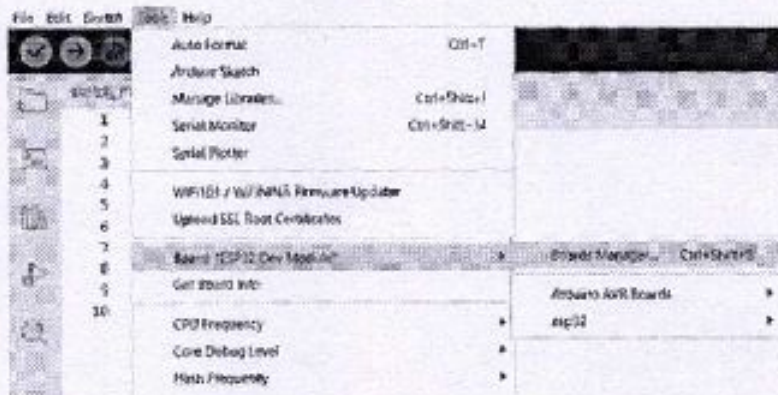 File Edit Sketch Tools Help
Auto Format Ctrl+T
Archive Sketch
Manage Libraries... Ctrl+Shift+I
Serial Monitor Ctrl+Shift+M
Serial Plotter
WiFi101 / WiFiNINA Firmware Updater
Upload SSL Root Certificates
Board "ESP32 Dev Module"
Boards Manager... Ctrl+Shift+B
Get Board Info
Arduino AVR Boards
esp32
CPU Frequency
Core Debug Level
Flash Frequency
1
2
3
4
5
6
7
8
9
10